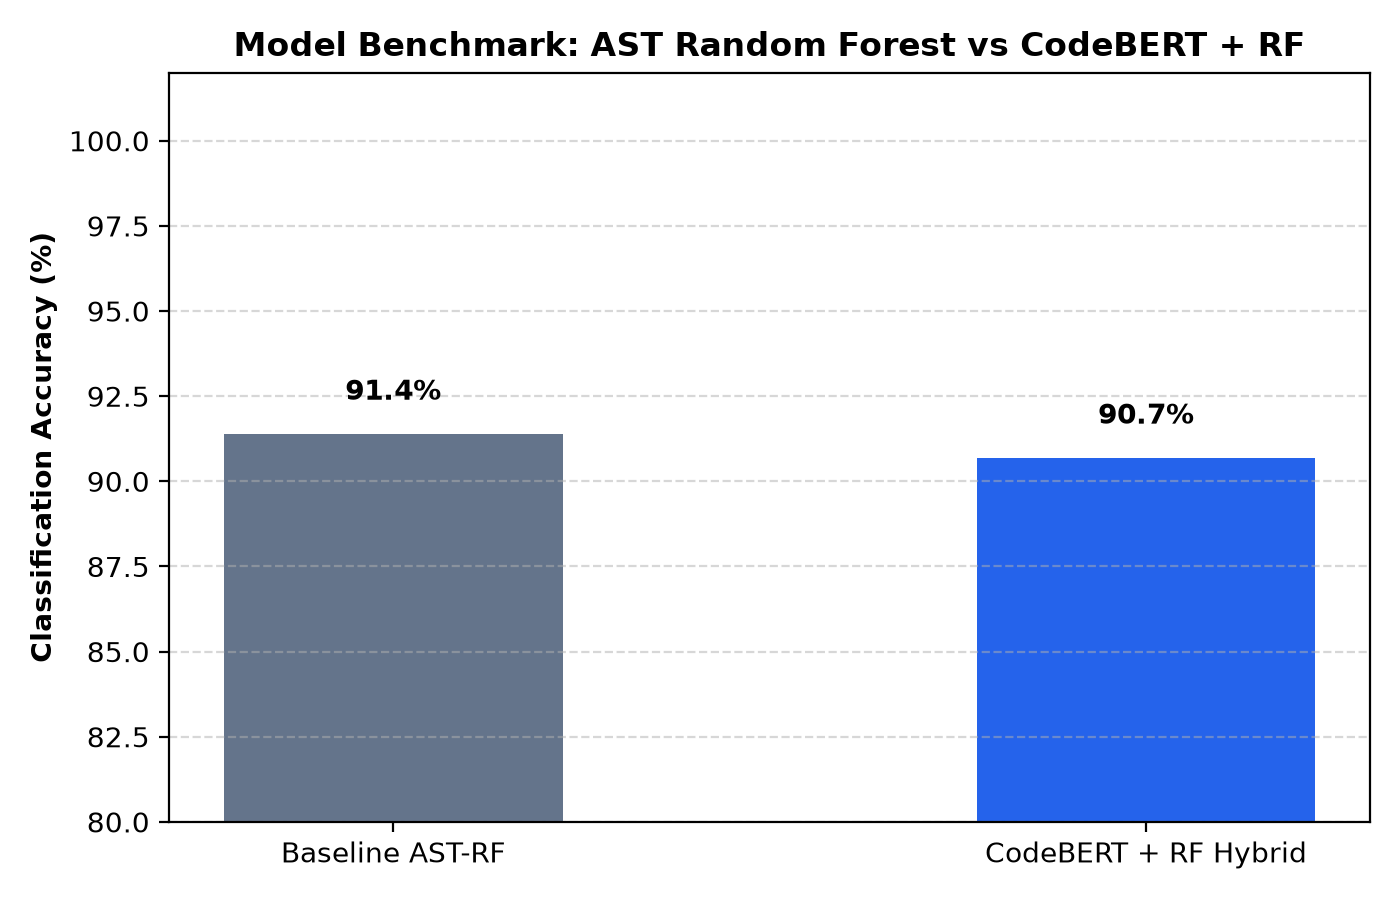 Model Benchmark: AST Random Forest vs CodeBERT + RF
Classification Accuracy (%)
100.0
97.5
95.0
92.5
90.0
87.5
85.0
82.5
80.0
91.4%
90.7%
Baseline AST-RF
CodeBERT + RF Hybrid